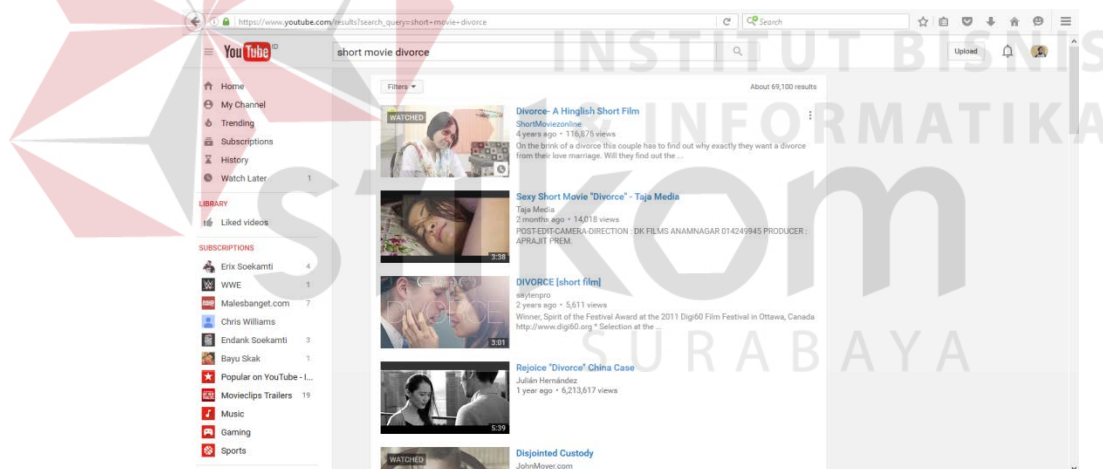 https://www.youtube.com/results?search_query=short+movie+divorce
Search
You Tube ID
short movie divorce
Upload
Home
My Channel
Trending
Subscriptions
History
Watch Later 1
LIBRARY
Liked videos
SUBSCRIPTIONS
Erix Soekamti 4
WWE 1
Malesbanget.com 7
Chris Williams
Endank Soekamti 3
Bayu Skak 1
Popular on YouTube - I...
Movieclips Trailers 19
Music
Gaming
Sports
Filters
About 69,100 results
WATCHED
Divorce- A Hinglish Short Film
ShortMoviezonline
4 years ago • 116,876 views
On the brink of a divorce this couple has to find out why exactly they want a divorce
from their love marriage. Will they find out the ...
3:38
Sexy Short Movie "Divorce" - Taja Media
Taja Media
2 months ago • 14,018 views
POST-EDIT-CAMERA-DIRECTION : DK FILMS ANAMNAGAR 014249945 PRODUCER :
APRAJIT PREM.
DIVORCE
3:01
DIVORCE [short film]
saytenpro
2 years ago • 5,611 views
Winner, Spirit of the Festival Award at the 2011 Digi60 Film Festival in Ottawa, Canada
http://www.digi60.org * Selection at the ...
5:39
Rejoice "Divorce" China Case
Julián Hernández
1 year ago • 6,213,617 views
WATCHED
Disjointed Custody
JohnMoyer.com
INSTITUT BISNIS
& INFORMATIKA
stikom
SURABAYA